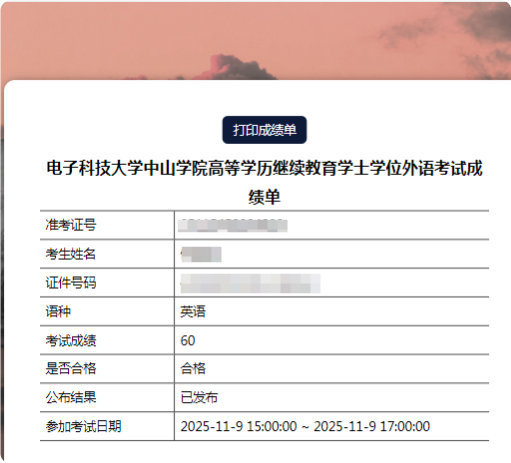 打印成绩单
电子科技大学中山学院高等学历继续教育学士学位外语考试成
绩单
准考证号
考生姓名
证件号码
语种 英语
考试成绩 60
是否合格 合格
公布结果 已发布
参加考试日期 2025-11-9 15:00:00 ~ 2025-11-9 17:00:00